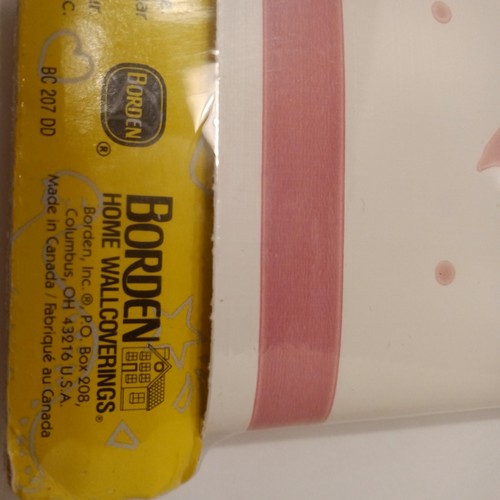 BC 207 DD
BORDEN
®
BORDEN
HOME WALLCOVERINGS®
Borden, Inc. ®, P.O. Box 208,
Columbus, OH 43216 U.S.A.
Made in Canada / Fabriqué au Canada